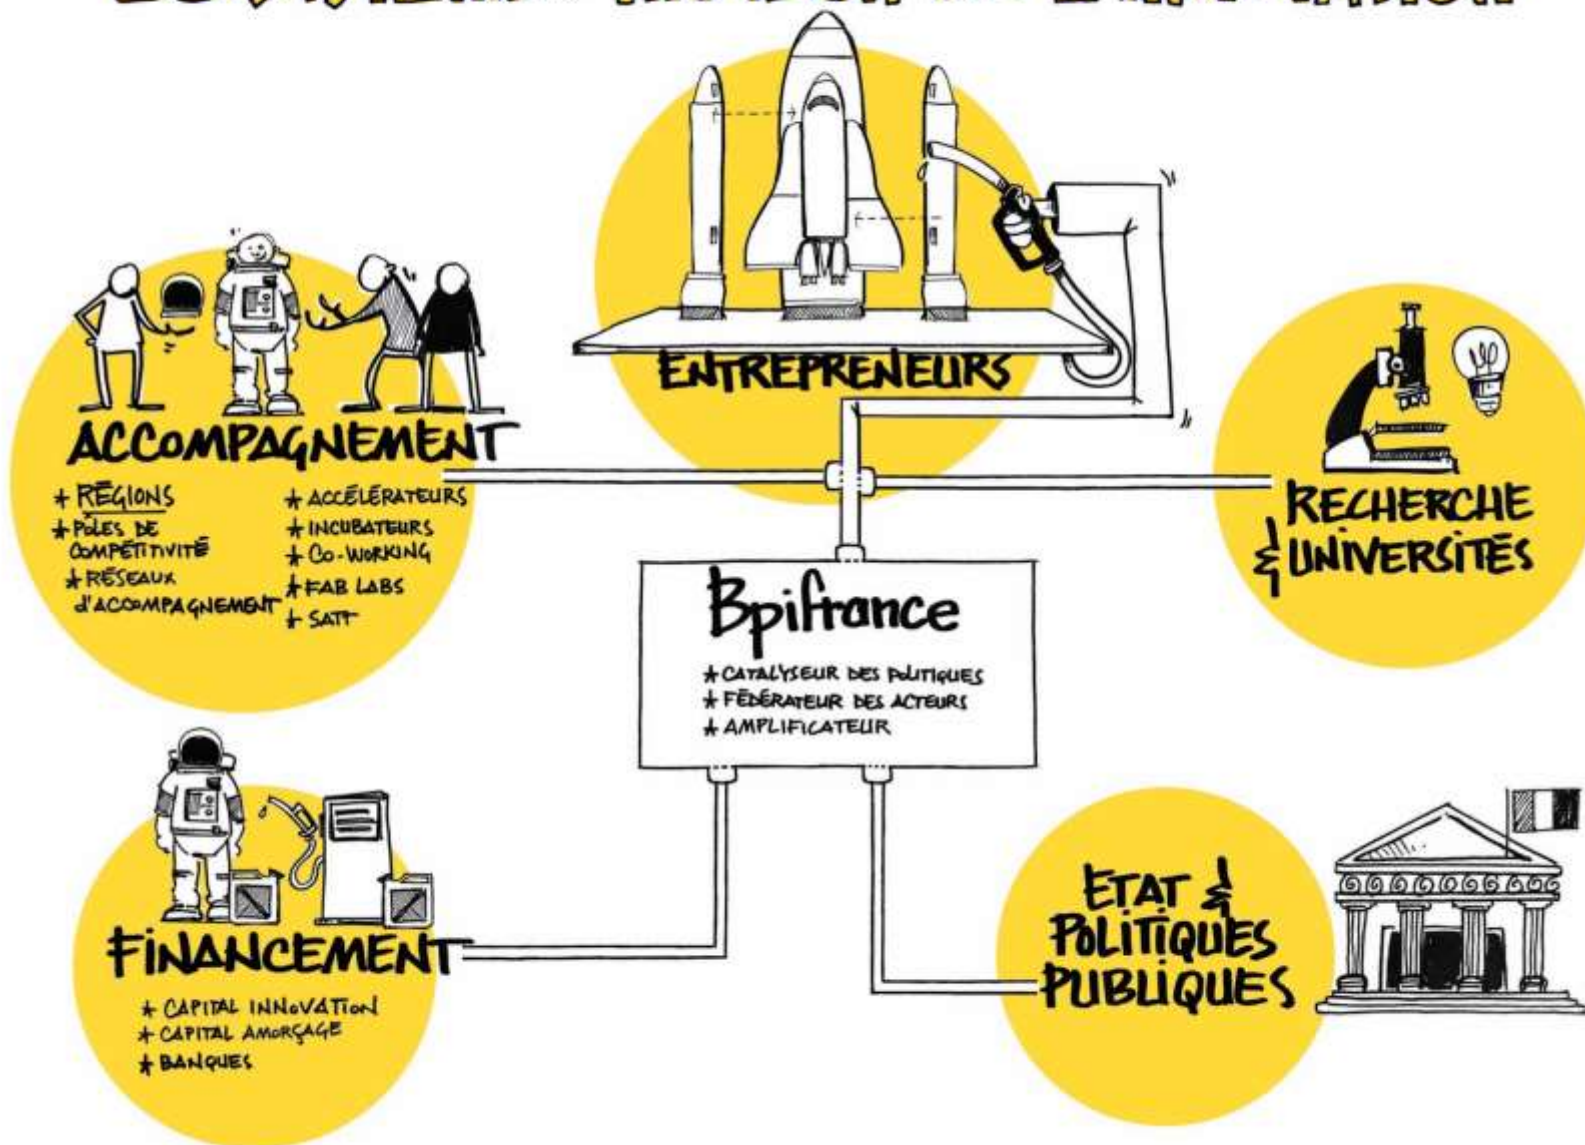 ENTREPRENEURS
ACCOMPAGNEMENT
* RÉGIONS
* PÔLES DE
COMPÉTITIVITÉ
* RÉSEAUX
d'ACCOMPAGNEMENT
* ACCÉLÉRATEURS
* INCUBATEURS
* CO-WORKING
* FAB LABS
* SATT
RECHERCHE
& UNIVERSITÉS
Bpifrance
* CATALYSEUR DES POLITIQUES
* FÉDÉRATEUR DES ACTEURS
* AMPLIFICATEUR
FINANCEMENT
* CAPITAL INNOVATION
* CAPITAL AMORÇAGE
* BANQUES
ETAT &
POLITIQUES
PUBLIQUES